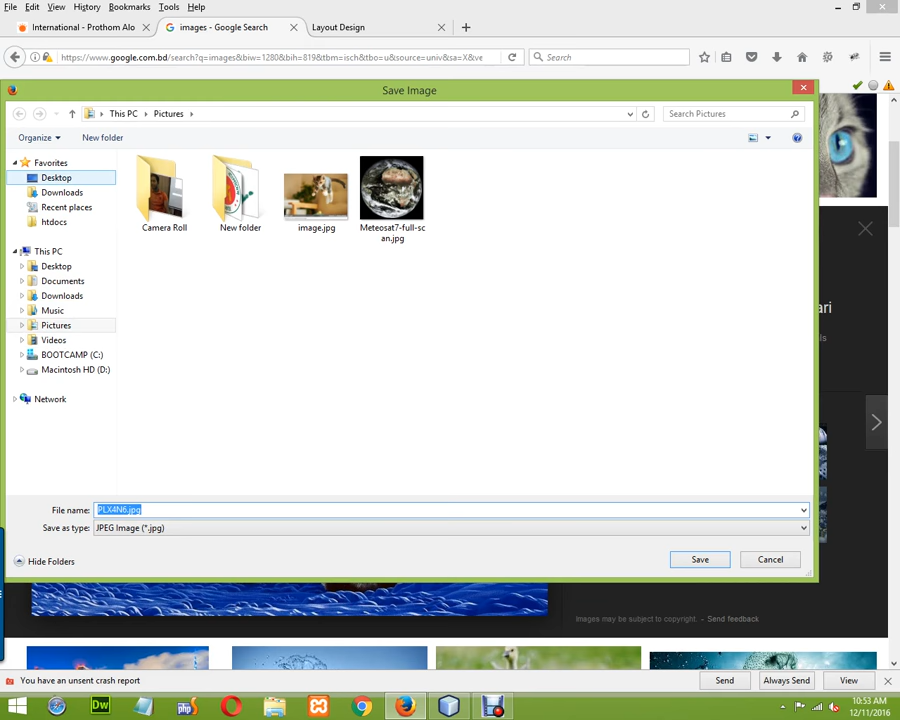 File Edit View History Bookmarks Tools Help
International - Prothom Alo
images - Google Search
Layout Design
https://www.google.com.bd/search?q=images&biw=1280&bih=819&tbm=isch&tbo=u&source=univ&sa=X&ve
Search
Save Image
This PC Pictures
Search Pictures
Organize New folder
Favorites
Desktop
Downloads
Recent places
htdocs
This PC
Desktop
Documents
Downloads
Music
Pictures
Videos
BOOTCAMP (C:)
Macintosh HD (D:)
Network
Camera Roll
New folder
image.jpg
Meteosat7-full-sc
an.jpg
ari
ls
File name: PLX4N6.jpg
Save as type: JPEG Image (*.jpg)
Hide Folders
Save
Cancel
Images may be subject to copyright. - Send feedback
You have an unsent crash report
Send
Always Send
View
Dw
php
10:53 AM
12/11/2016